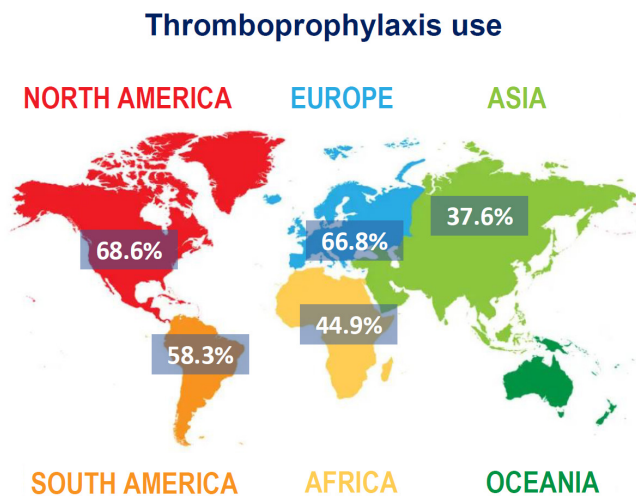 Thromboprophylaxis use
NORTH AMERICA
EUROPE
ASIA
68.6%
66.8%
37.6%
58.3%
44.9%
SOUTH AMERICA
AFRICA
OCEANIA